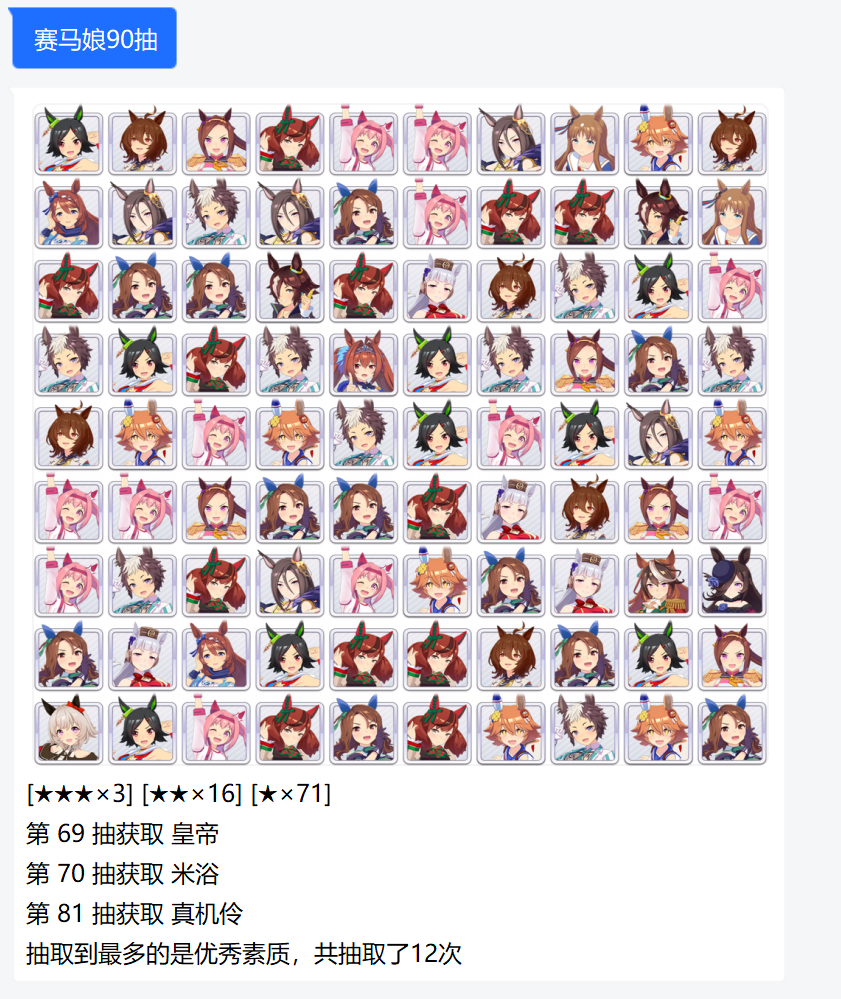 赛马娘90抽
[★★★×3] [★★×16] [★×71]
第 69 抽获取 皇帝
第 70 抽获取 米浴
第 81 抽获取 真机伶
抽取到最多的是优秀素质，共抽取了12次